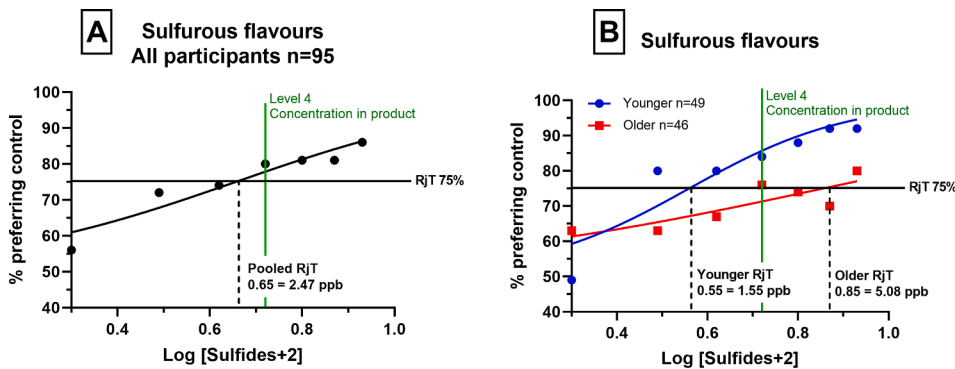 A
Sulfurous flavours
All participants n=95
100
90
80
70
60
50
40
% preferring control
Level 4
Concentration in product
RjT 75%
Pooled RjT
0.65 = 2.47 ppb
0.4
0.6
0.8
1.0
Log [Sulfides+2]
B
Sulfurous flavours
100
90
80
70
60
50
40
% preferring control
Younger n=49
Older n=46
Level 4
Concentration in product
RjT 75%
Younger RjT
0.55 = 1.55 ppb
Older RjT
0.85 = 5.08 ppb
0.4
0.6
0.8
1.0
Log [Sulfides+2]